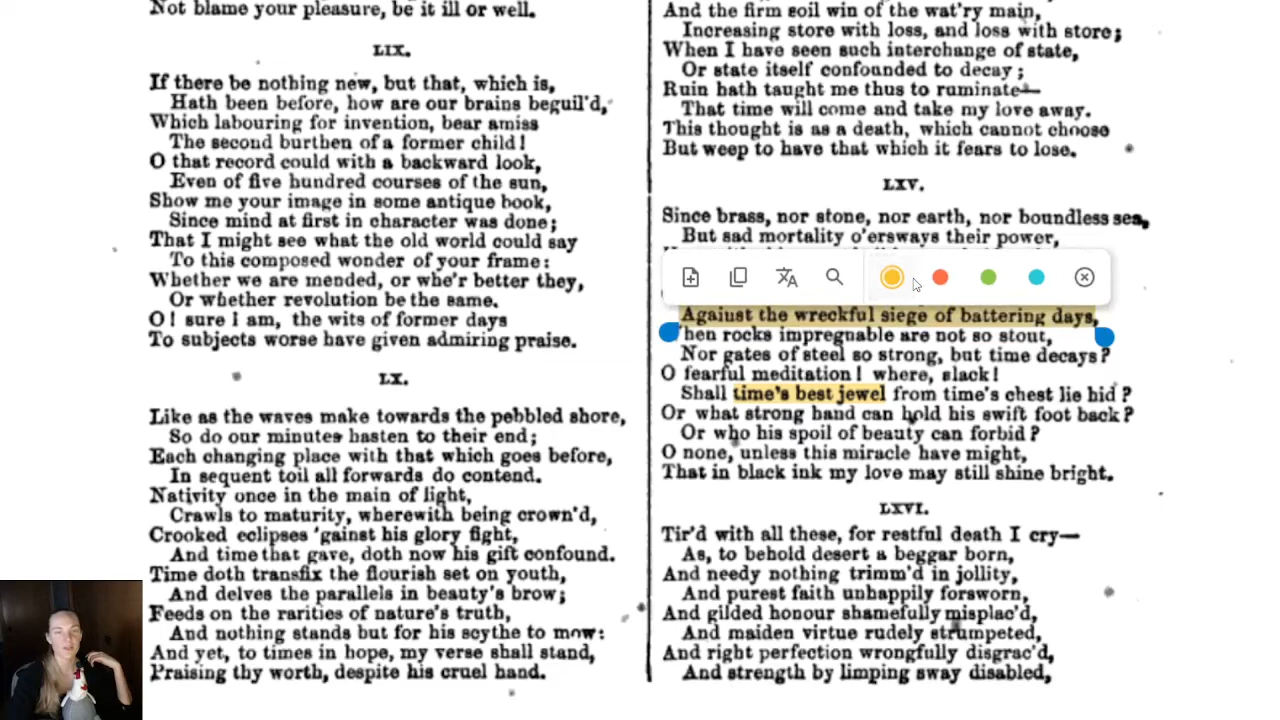 Not blame your pleasure, be it ill or well.
LIX.
If there be nothing new, but that, which is,
Hath been before, how are our brains beguil'd,
Which labouring for invention, bear amiss
The second burthen of a former child!
O that record could with a backward look,
Even of five hundred courses of the sun,
Show me your image in some antique book,
Since mind at first in character was done;
That I might see what the old world could say
To this composed wonder of your frame:
Whether we are mended, or whe'r better they,
Or whether revolution be the same.
O! sure I am, the wits of former days
To subjects worse have given admiring praise.
LX.
Like as the waves make towards the pebbled shore,
So do our minutes hasten to their end;
Each changing place with that which goes before,
In sequent toil all forwards do contend.
Nativity once in the main of light,
Crawls to maturity, wherewith being crown'd,
Crooked eclipses 'gainst his glory fight,
And time that gave, doth now his gift confound.
Time doth transfix the flourish set on youth,
And delves the parallels in beauty's brow;
Feeds on the rarities of nature's truth,
And nothing stands but for his scythe to mow:
And yet, to times in hope, my verse shall stand,
Praising thy worth, despite his cruel hand.
And the firm soil win of the wat'ry main,
Increasing store with loss, and loss with store;
When I have seen such interchange of state,
Or state itself confounded to decay;
Ruin hath taught me thus to ruminate—
That time will come and take my love away.
This thought is as a death, which cannot choose
But weep to have that which it fears to lose.
LXV.
Since brass, nor stone, nor earth, nor boundless sea,
But sad mortality o'ersways their power,
Against the wreckful siege of battering days,
hen rocks impregnable are not so stout,
Nor gates of steel so strong, but time decays?
O fearful meditation! where, slack!
Shall time's best jewel from time's chest lie hid?
Or what strong hand can hold his swift foot back?
Or who his spoil of beauty can forbid?
O none, unless this miracle have might,
That in black ink my love may still shine bright.
LXVI.
Tir'd with all these, for restful death I cry—
As, to behold desert a beggar born,
And needy nothing trimm'd in jollity,
And purest faith unhappily forsworn,
And gilded honour shamefully misplac'd,
And maiden virtue rudely strumpeted,
And right perfection wrongfully disgrac'd,
And strength by limping sway disabled,